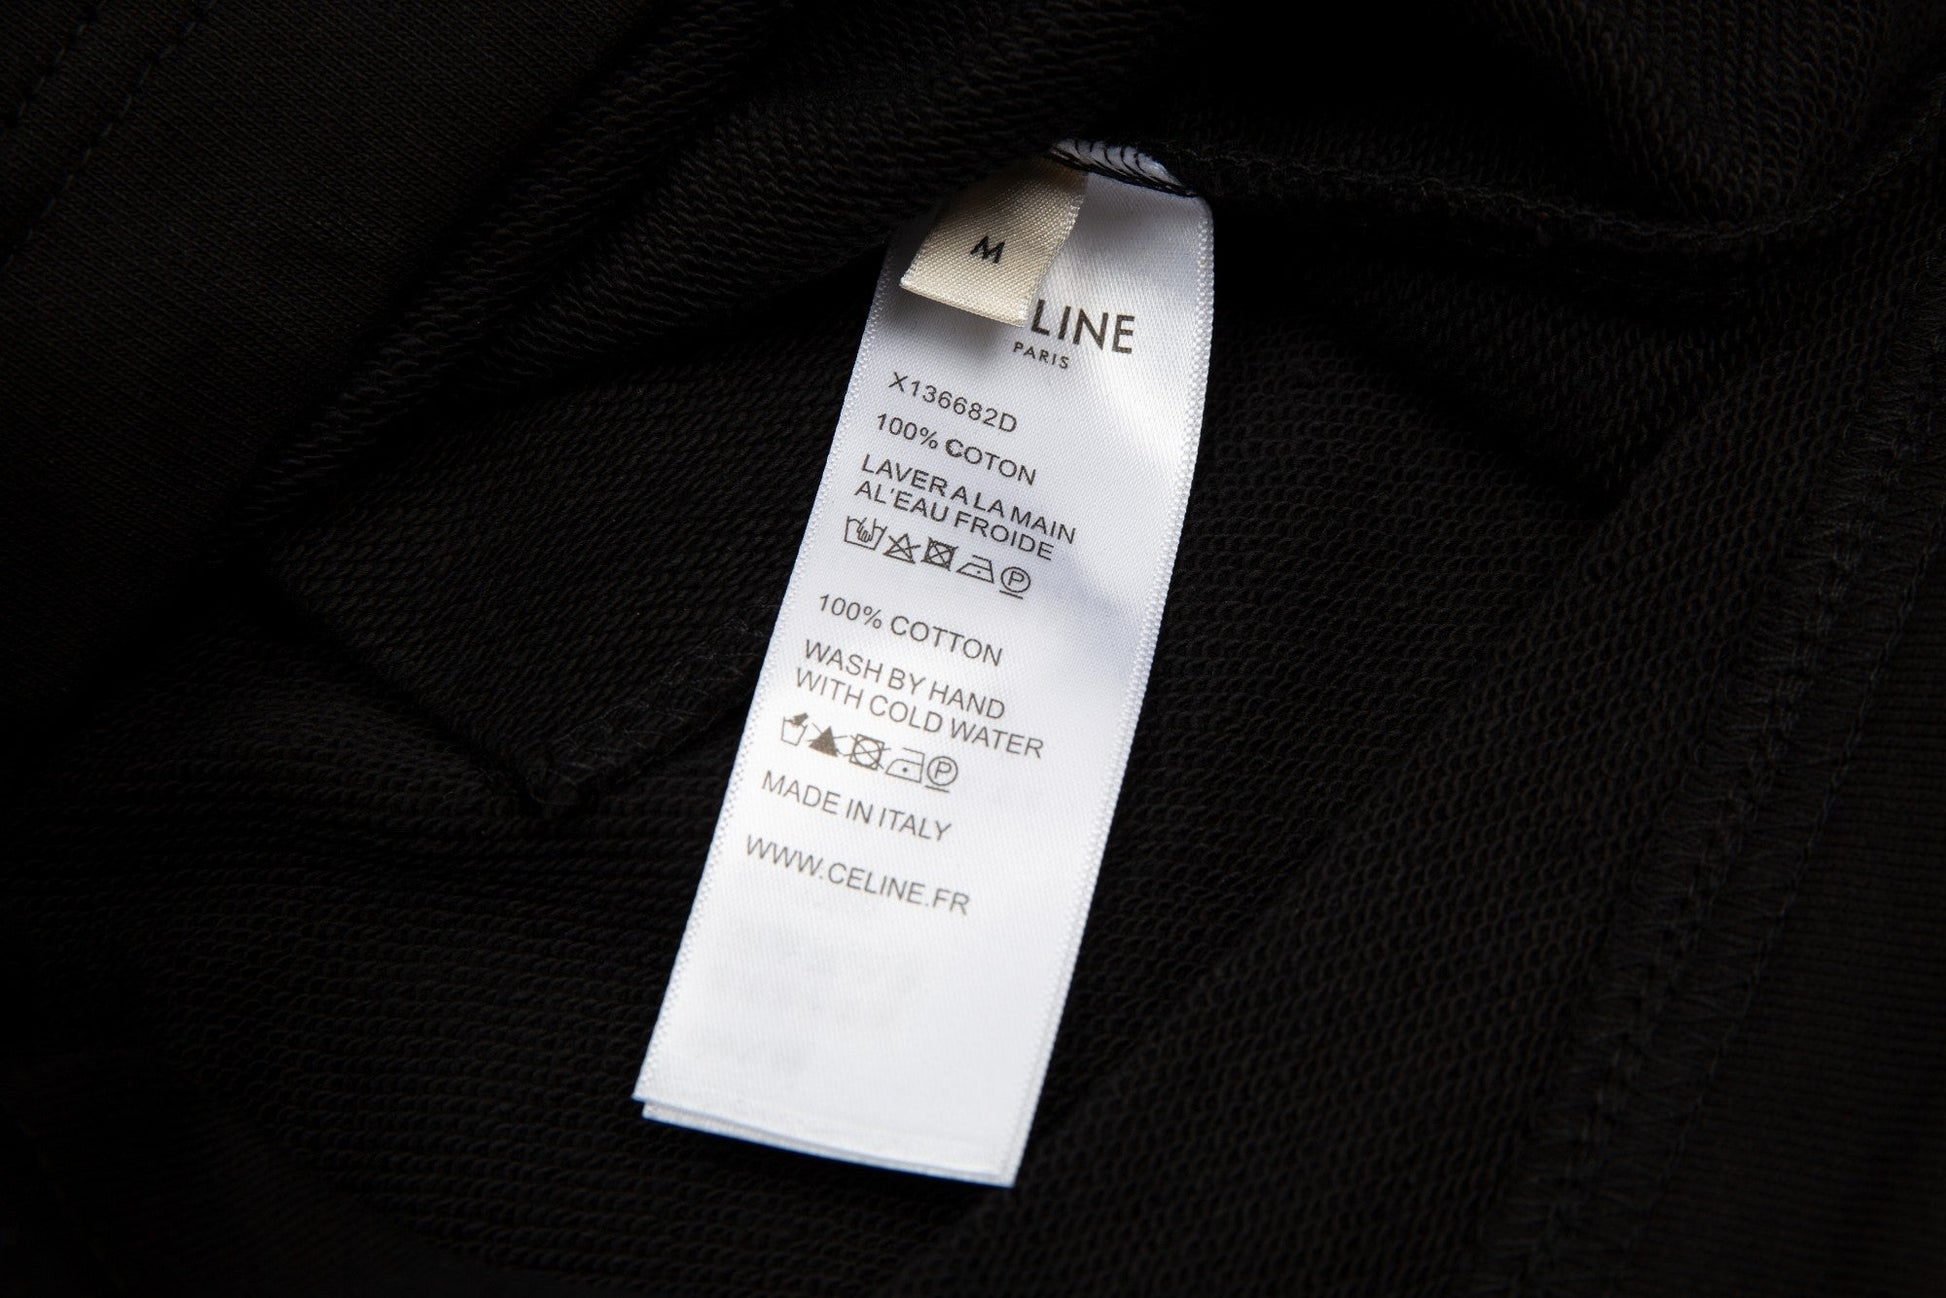 M
LINE
PARIS
X136682D
100% COTON
LAVER A LA MAIN
AL'EAU FROIDE
P
100% COTTON
WASH BY HAND
WITH COLD WATER
P
MADE IN ITALY
WWW.CELINE.FR